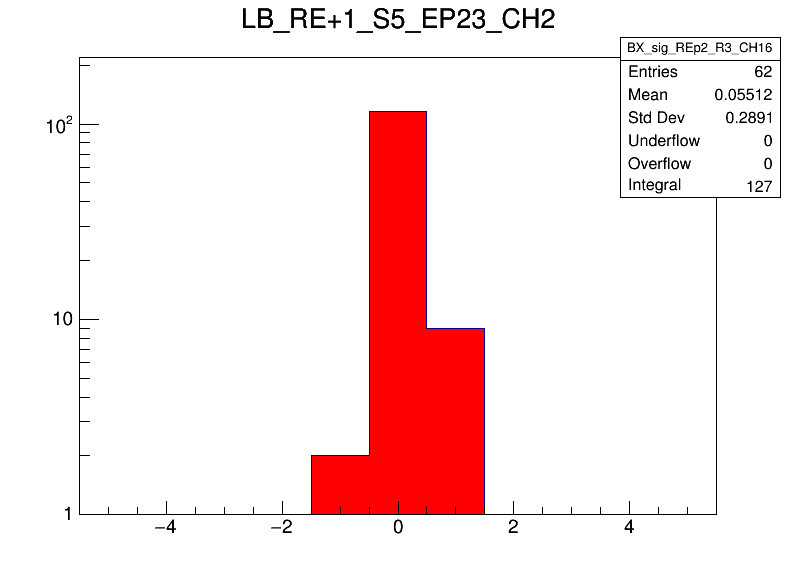 LB_RE+1_S5_EP23_CH2
BX_sig_REp2_R3_CH16
Entries 62
Mean 0.05512
Std Dev 0.2891
Underflow 0
Overflow 0
Integral 127
10²
10
1
−4 −2 0 2 4